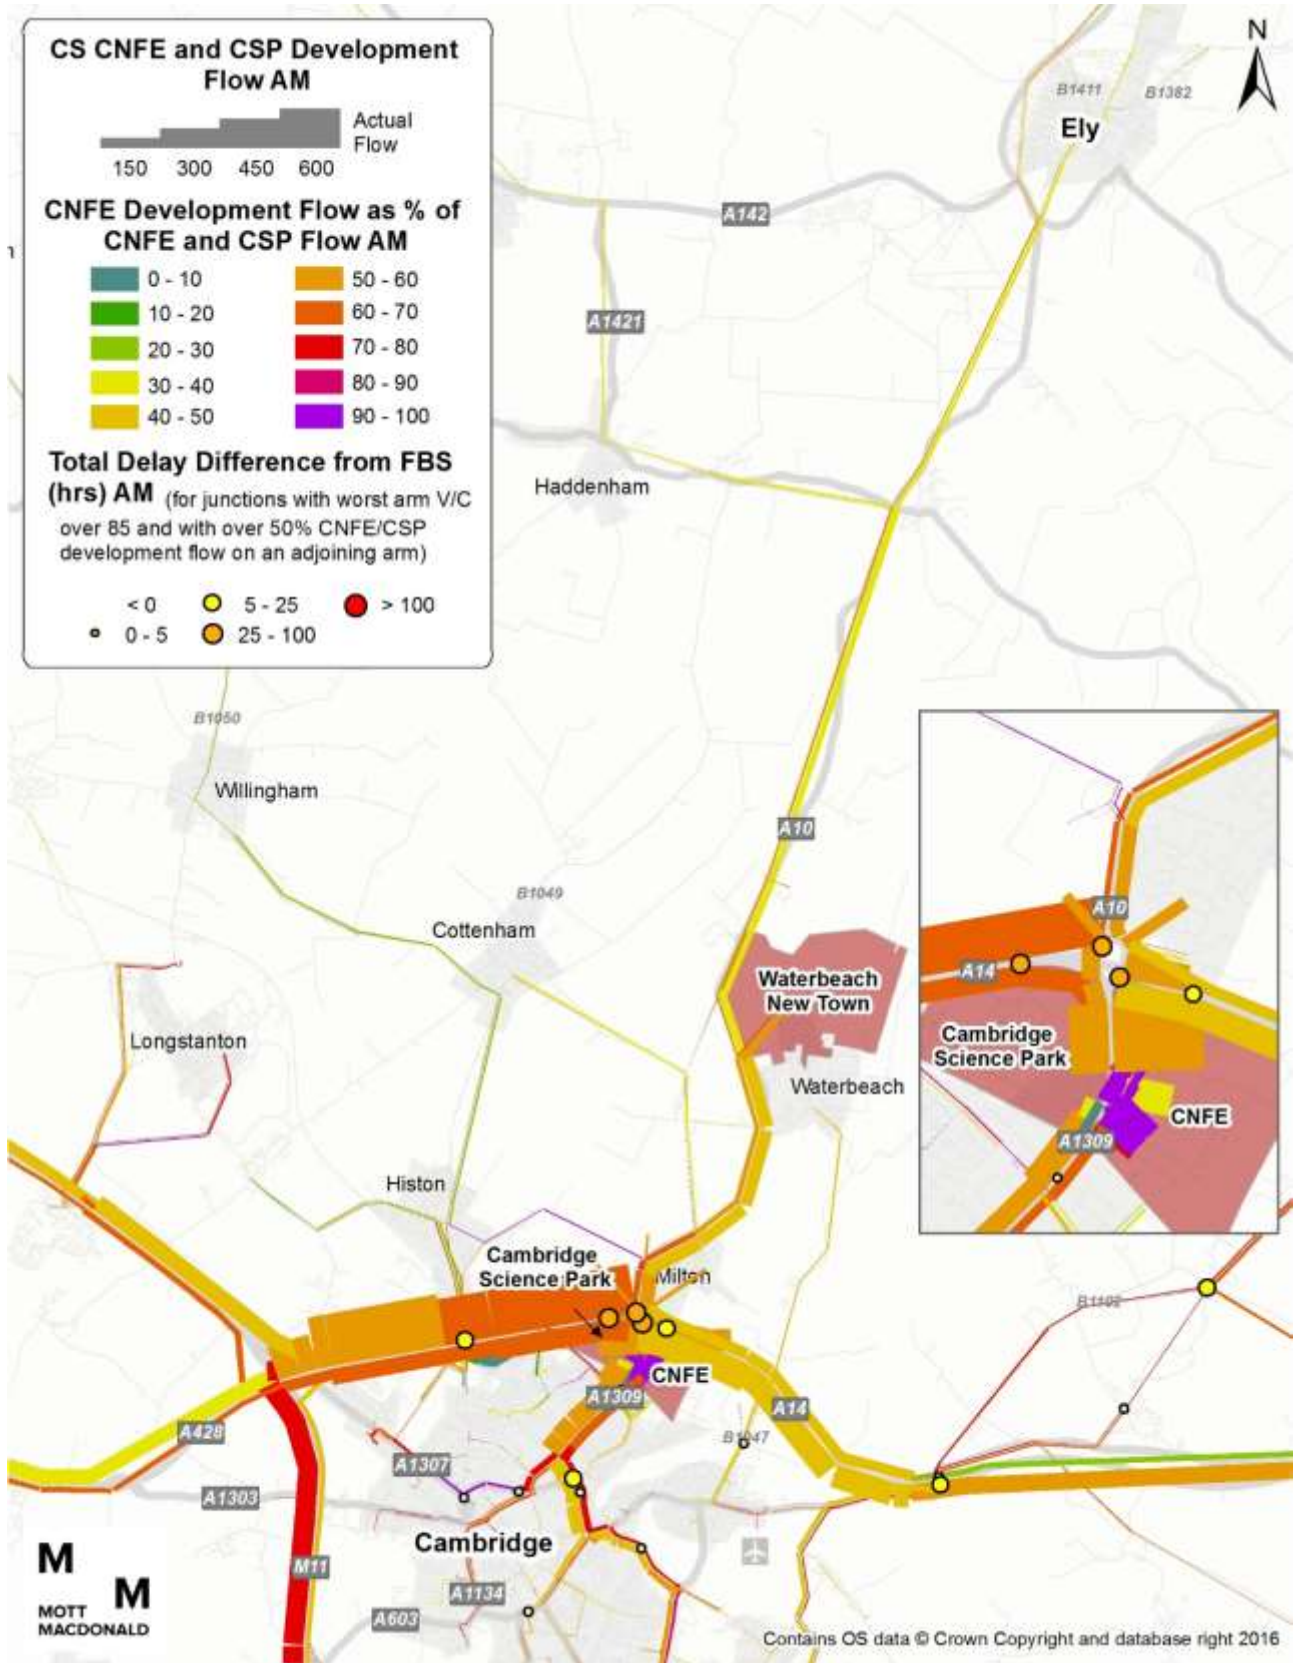 CS CNFE and CSP Development
Flow AM
Actual
Flow
150 300 450 600
CNFE Development Flow as % of
CNFE and CSP Flow AM
0 - 10
50 - 60
10 - 20
60 - 70
20 - 30
70 - 80
30 - 40
80 - 90
40 - 50
90 - 100
Total Delay Difference from FBS
(hrs) AM (for junctions with worst arm V/C
over 85 and with over 50% CNFE/CSP
development flow on an adjoining arm)
< 0
5 - 25
> 100
0 - 5
25 - 100
N
B1411
B1382
Ely
A142
A1421
Haddenham
B1050
Willingham
A10
B1049
Cottenham
Waterbeach
New Town
Longstanton
Waterbeach
Histon
Cambridge
Science Park
Milton
CNFE
A1309
A14
B1047
B1102
A428
A1307
A1303
Cambridge
M11
A1134
A603
A10
A14
Cambridge
Science Park
CNFE
A1309
M
M
MOTT
MACDONALD
Contains OS data © Crown Copyright and database right 2016